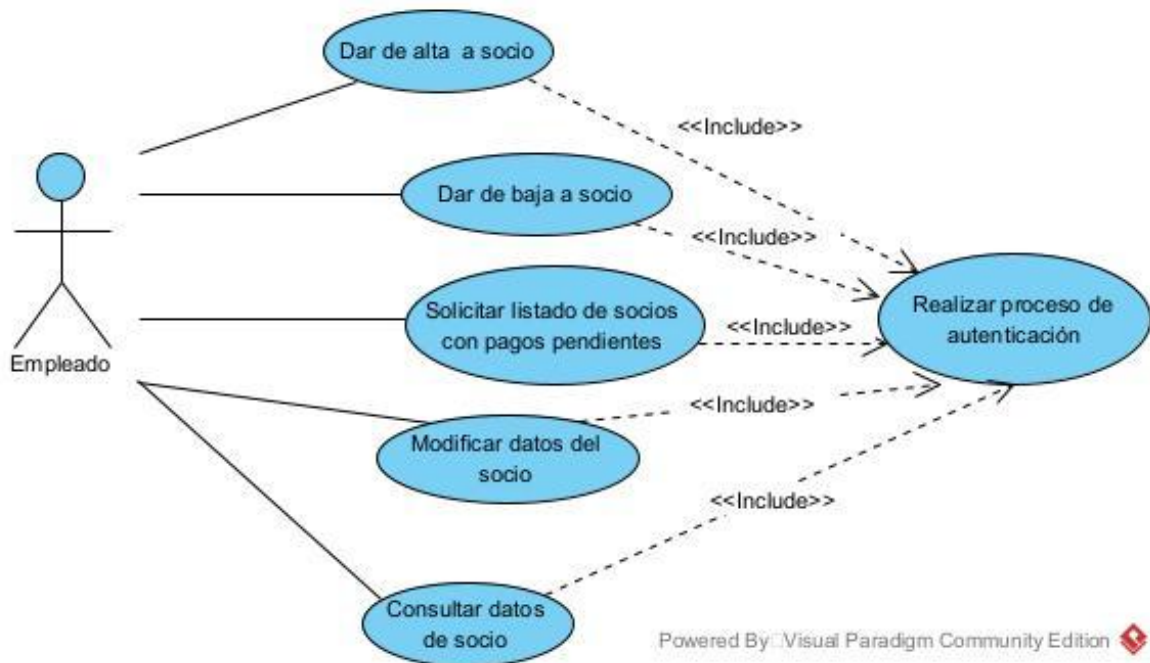 Dar de alta a socio
<<Include>>
Dar de baja a socio
<<Include>>
Realizar proceso de
autenticación
Solicitar listado de socios
con pagos pendientes
<<Include>>
Empleado
<<Include>>
Modificar datos del
socio
<<Include>>
Consultar datos
de socio
Powered By Visual Paradigm Community Edition